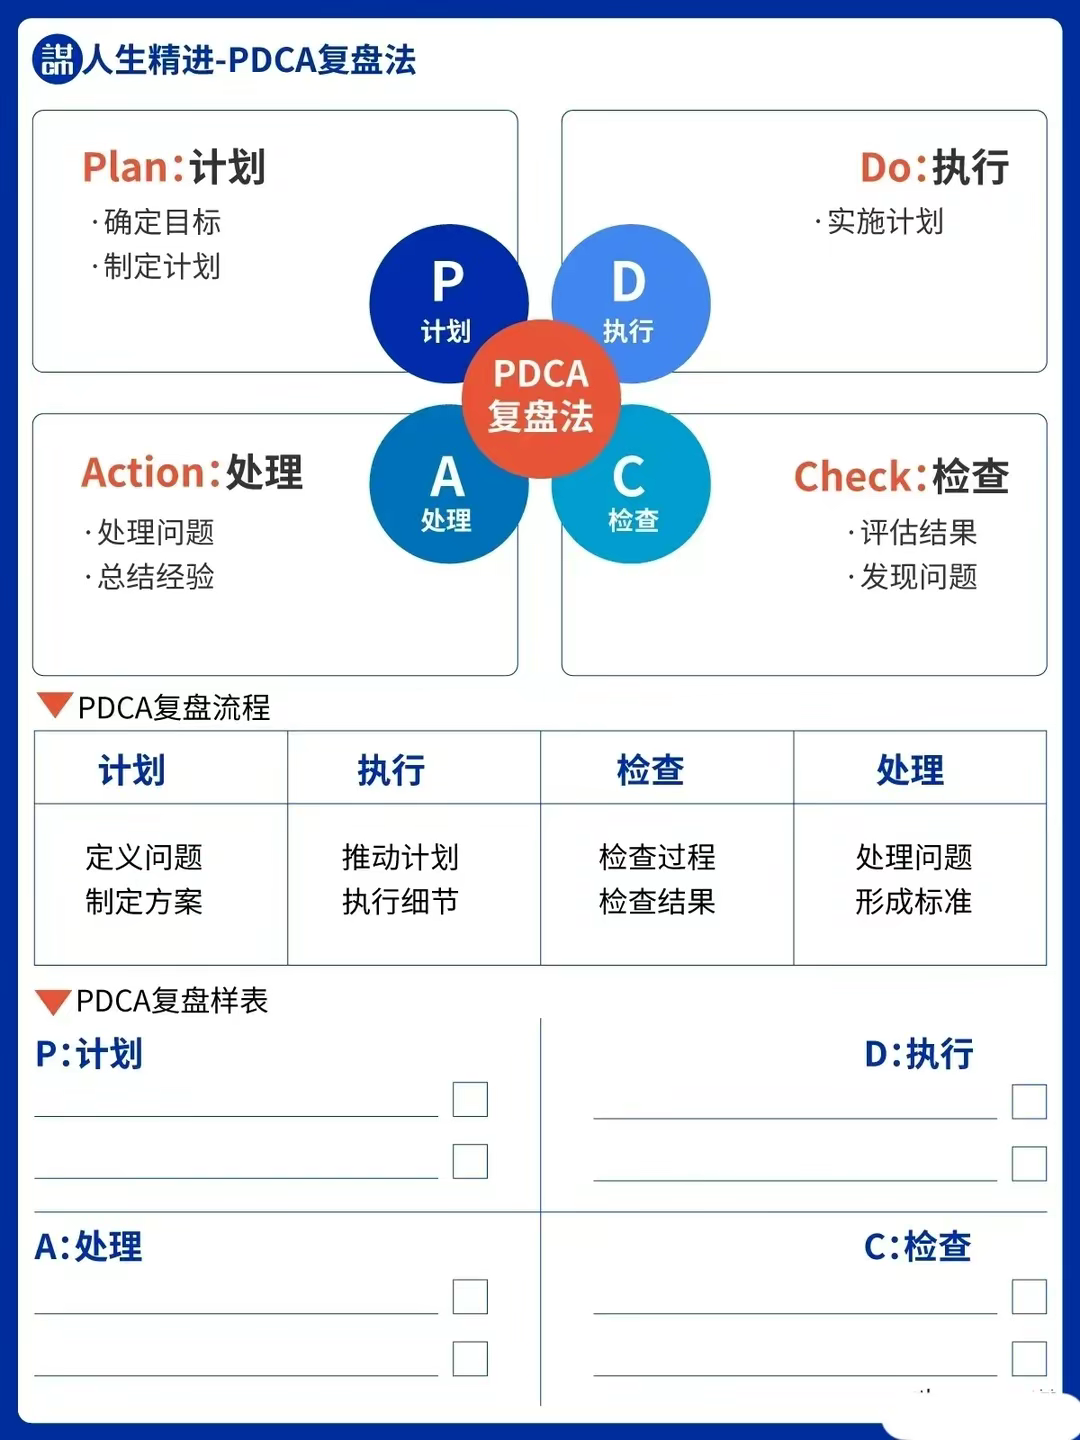 謀
cm
人生精进-PDCA复盘法
Plan：计划
·确定目标
·制定计划
Do：执行
·实施计划
P
计划
D
执行
PDCA
复盘法
A
处理
C
检查
Action：处理
·处理问题
·总结经验
Check：检查
·评估结果
·发现问题
PDCA复盘流程
计划 执行 检查 处理
定义问题 推动计划 检查过程 处理问题
制定方案 执行细节 检查结果 形成标准
PDCA复盘样表
P：计划
D：执行
A：处理
C：检查